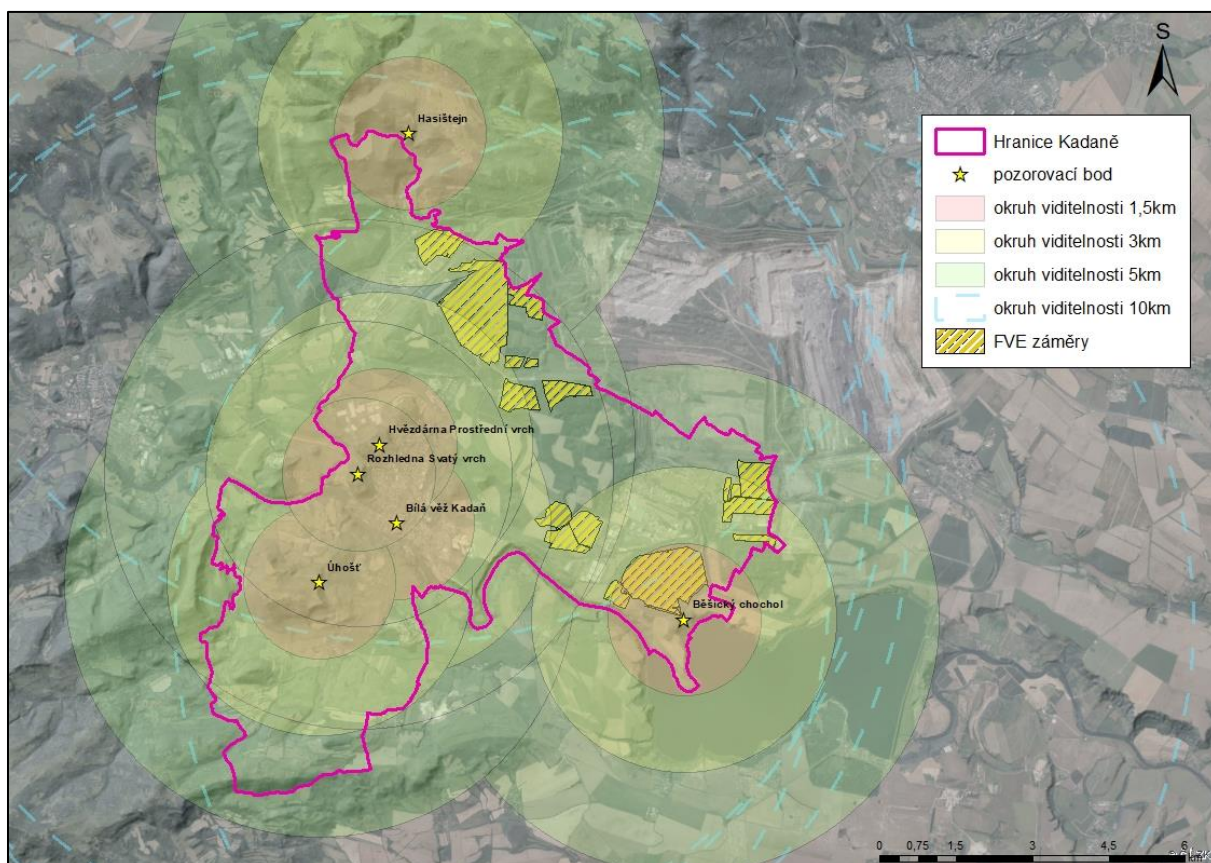 S
Hasištejn
Hranice Kadaně
pozorovací bod
okruh viditelnosti 1,5km
okruh viditelnosti 3km
okruh viditelnosti 5km
okruh viditelnosti 10km
FVE záměry
Hvězdárna Prostřední vrch
Rozhledna Svatý vrch
Bílá věž Kadaň
Úhošť
Běšický chochol
0 0,75 1,5 3 4,5 6
km